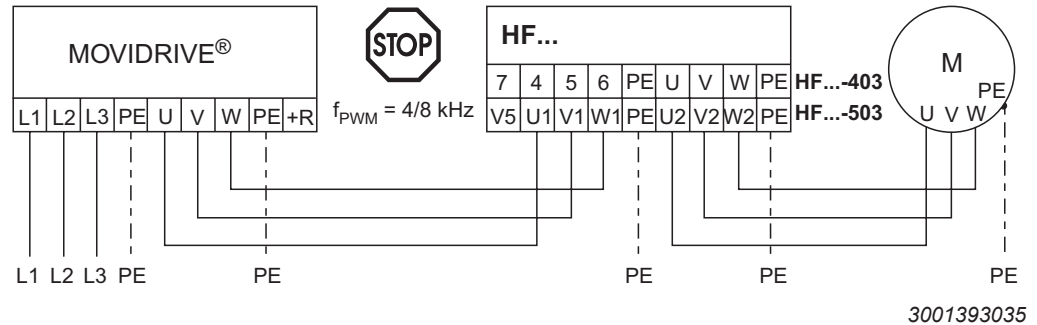 MOVIDRIVE®
STOP
HF...
M
7 4 5 6 PE U V W PE HF...-403
PE
L1 L2 L3 PE U V W PE +R
fPWM = 4/8 kHz
V5 U1 V1 W1 PE U2 V2 W2 PE HF...-503
U V W
L1 L2 L3 PE PE PE PE PE
3001393035